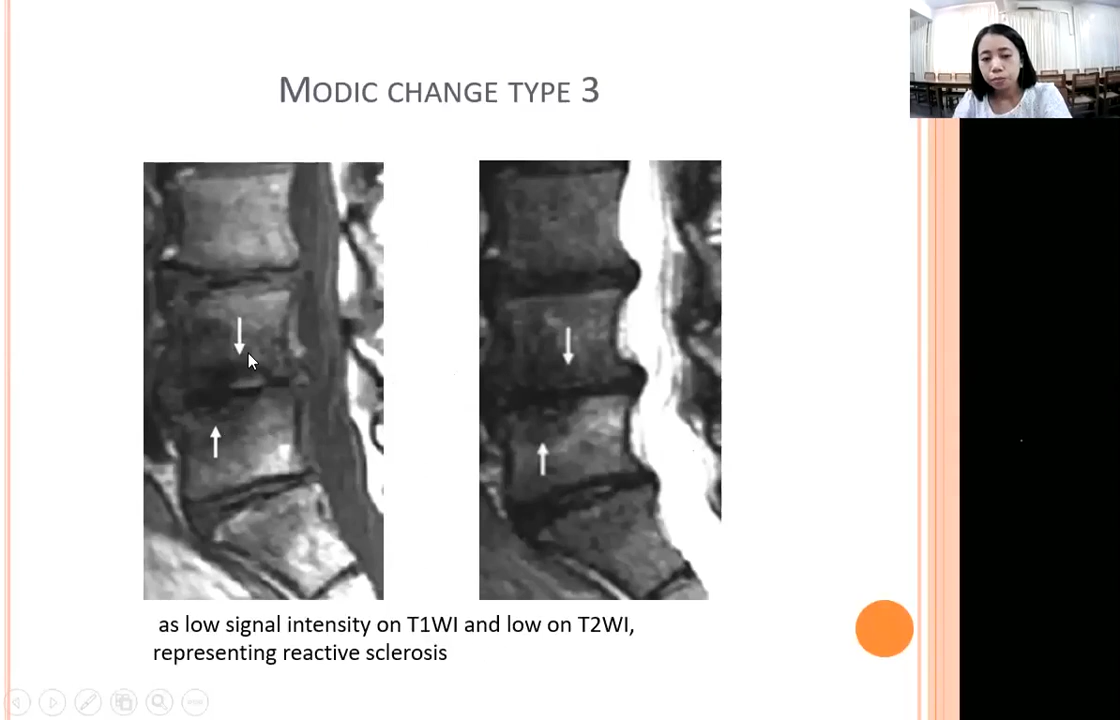 MODIC CHANGE TYPE 3
as low signal intensity on T1WI and low on T2WI,
representing reactive sclerosis